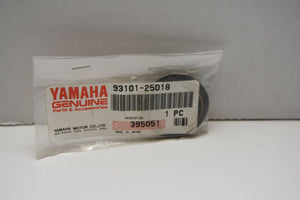 YAMAHA
GENUINE
Parts & Accessories
93101-25018
1 PC
395051
YAMAHA MOTOR CO., LTD.
MADE IN JAPAN